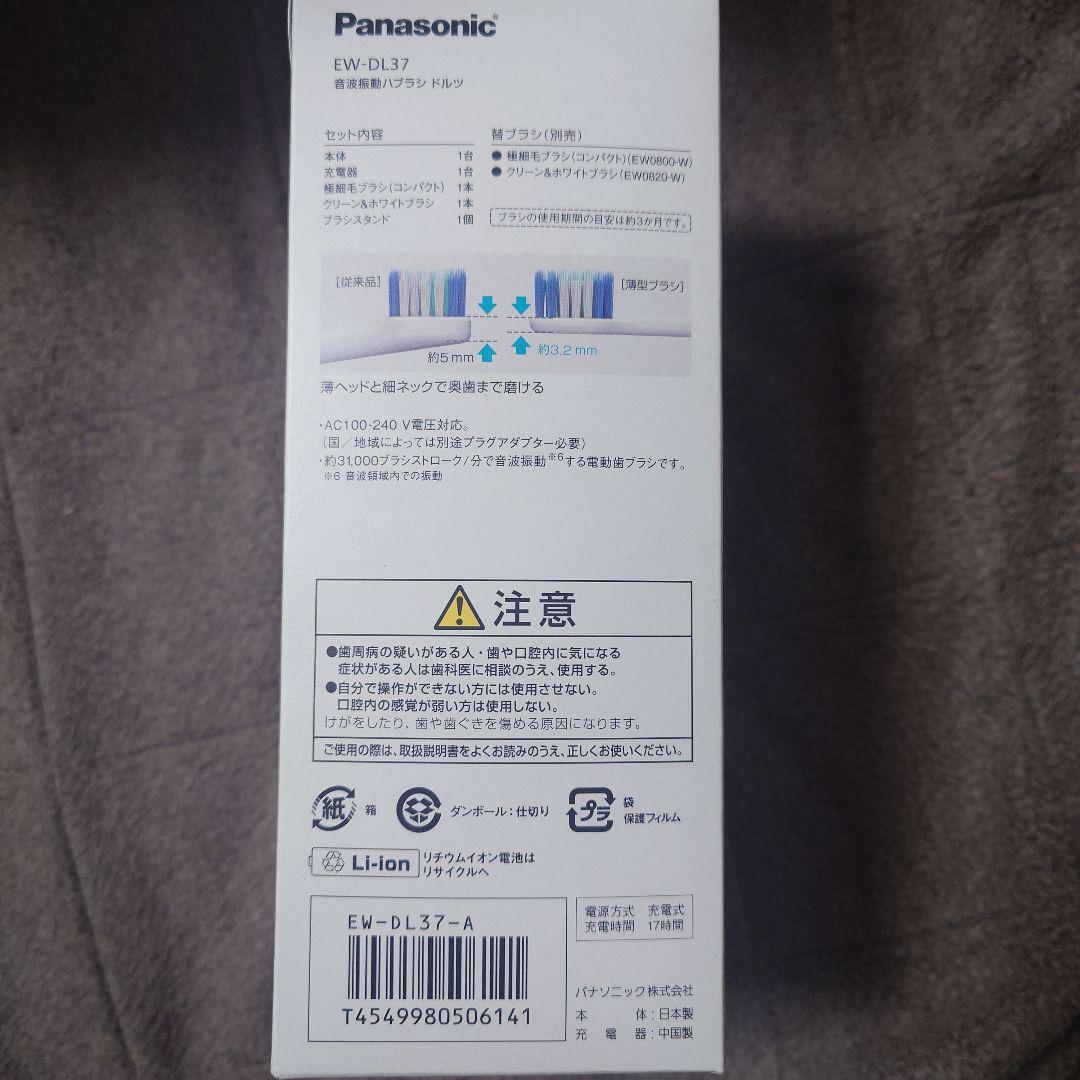 Panasonic®
EW-DL37
音波振動ハブラシ ドルツ
セット内容
本体 1台
充電器 1台
極細毛ブラシ(コンパクト) 1本
クリーン&ホワイトブラシ 1本
ブラシスタンド 1個
替ブラシ(別売)
● 極細毛ブラシ(コンパクト)(EW0800-W)
● クリーン&ホワイトブラシ(EW0820-W)
ブラシの使用期間の目安は約3か月です。
[従来品]
[薄型ブラシ]
約5mm
約3.2mm
薄ヘッドと細ネックで奥歯まで磨ける
・AC100-240 V電圧対応。
(国/地域によっては別途プラグアダプター必要)
・約31,000ブラシストローク/分で音波振動※6する電動歯ブラシです。
※6 音波領域内での振動
注意
●歯周病の疑いがある人・歯や口腔内に気になる
症状がある人は歯科医に相談のうえ、使用する。
●自分で操作ができない方には使用させない。
口腔内の感覚が弱い方は使用しない。
けがをしたり、歯や歯ぐきを傷める原因になります。
ご使用の際は、取扱説明書をよくお読みのうえ、正しくお使いください。
紙 箱
ダンボール:仕切り
プラ 袋
保護フィルム
Li-ion リチウムイオン電池は
リサイクルへ
EW-DL37-A
T4549980506141
電源方式 充電式
充電時間 17時間
パナソニック株式会社
本体:日本製
充電器:中国製